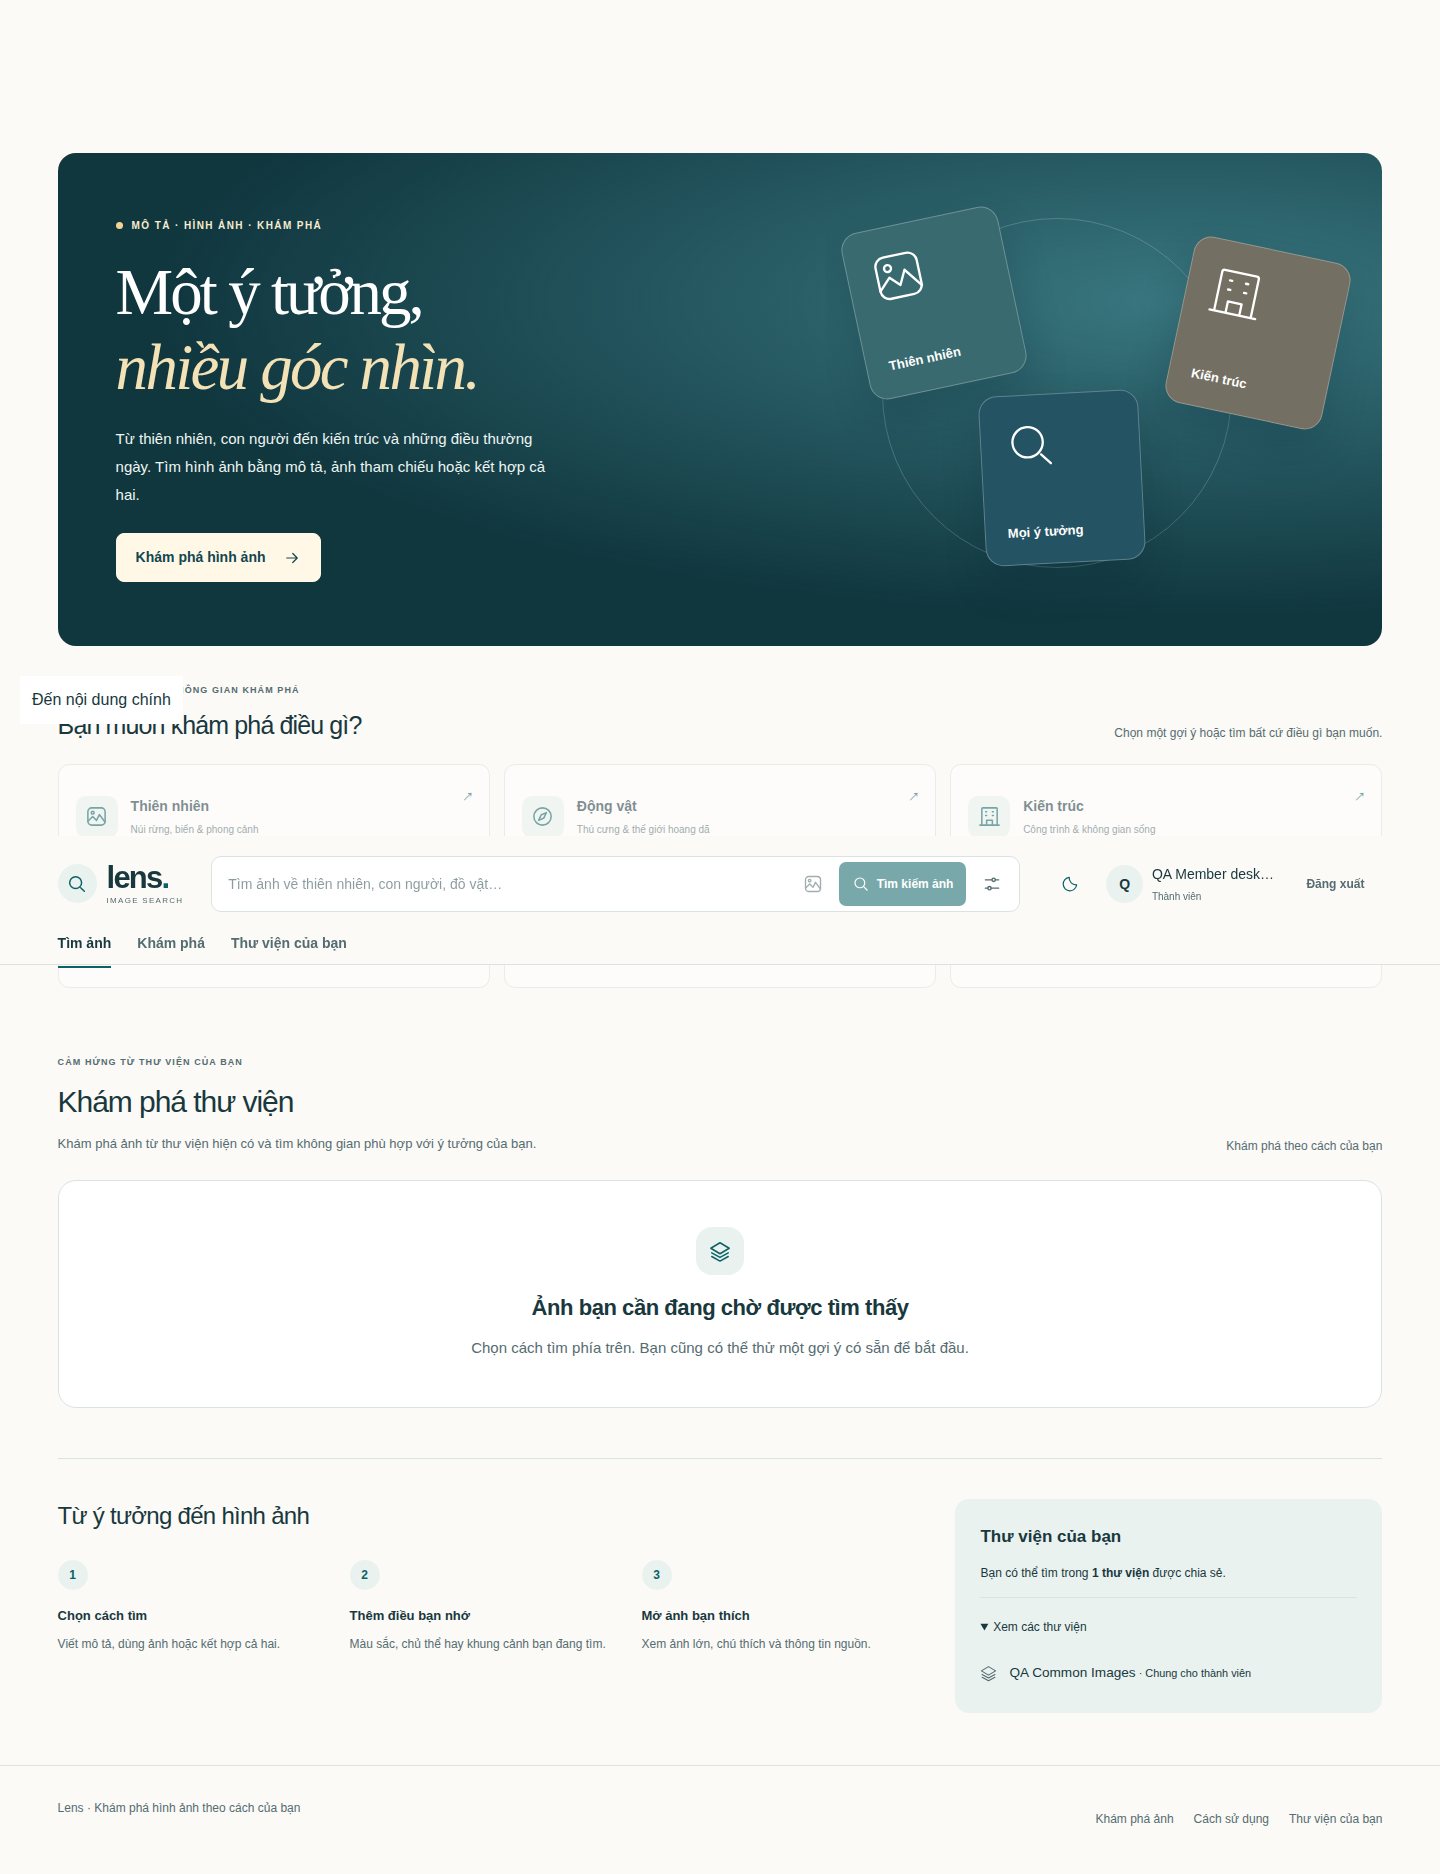 MÔ TẢ · HÌNH ẢNH · KHÁM PHÁ
Một ý tưởng,
nhiều góc nhìn.
Từ thiên nhiên, con người đến kiến trúc và những điều thường
ngày. Tìm hình ảnh bằng mô tả, ảnh tham chiếu hoặc kết hợp cả
hai.
Khám phá hình ảnh
Thiên nhiên
Kiến trúc
Mọi ý tưởng
Đến nội dung chính
GIAN KHÁM PHÁ
Bạn muốn khám phá điều gì?
Chọn một gợi ý hoặc tìm bất cứ điều gì bạn muốn.
Thiên nhiên
Núi rừng, biển & phong cảnh
Động vật
Thú cưng & thế giới hoang dã
Kiến trúc
Công trình & không gian sống
lens.
IMAGE SEARCH
Tìm ảnh về thiên nhiên, con người, đồ vật…
Tìm kiếm ảnh
Q
QA Member desk…
Thành viên
Đăng xuất
Tìm ảnh
Khám phá
Thư viện của bạn
CẢM HỨNG TỪ THƯ VIỆN CỦA BẠN
Khám phá thư viện
Khám phá ảnh từ thư viện hiện có và tìm không gian phù hợp với ý tưởng của bạn.
Khám phá theo cách của bạn
Ảnh bạn cần đang chờ được tìm thấy
Chọn cách tìm phía trên. Bạn cũng có thể thử một gợi ý có sẵn để bắt đầu.
Từ ý tưởng đến hình ảnh
1
Chọn cách tìm
Viết mô tả, dùng ảnh hoặc kết hợp cả hai.
2
Thêm điều bạn nhớ
Màu sắc, chủ thể hay khung cảnh bạn đang tìm.
3
Mở ảnh bạn thích
Xem ảnh lớn, chú thích và thông tin nguồn.
Thư viện của bạn
Bạn có thể tìm trong 1 thư viện được chia sẻ.
Xem các thư viện
QA Common Images · Chung cho thành viên
Lens · Khám phá hình ảnh theo cách của bạn
Khám phá ảnh
Cách sử dụng
Thư viện của bạn